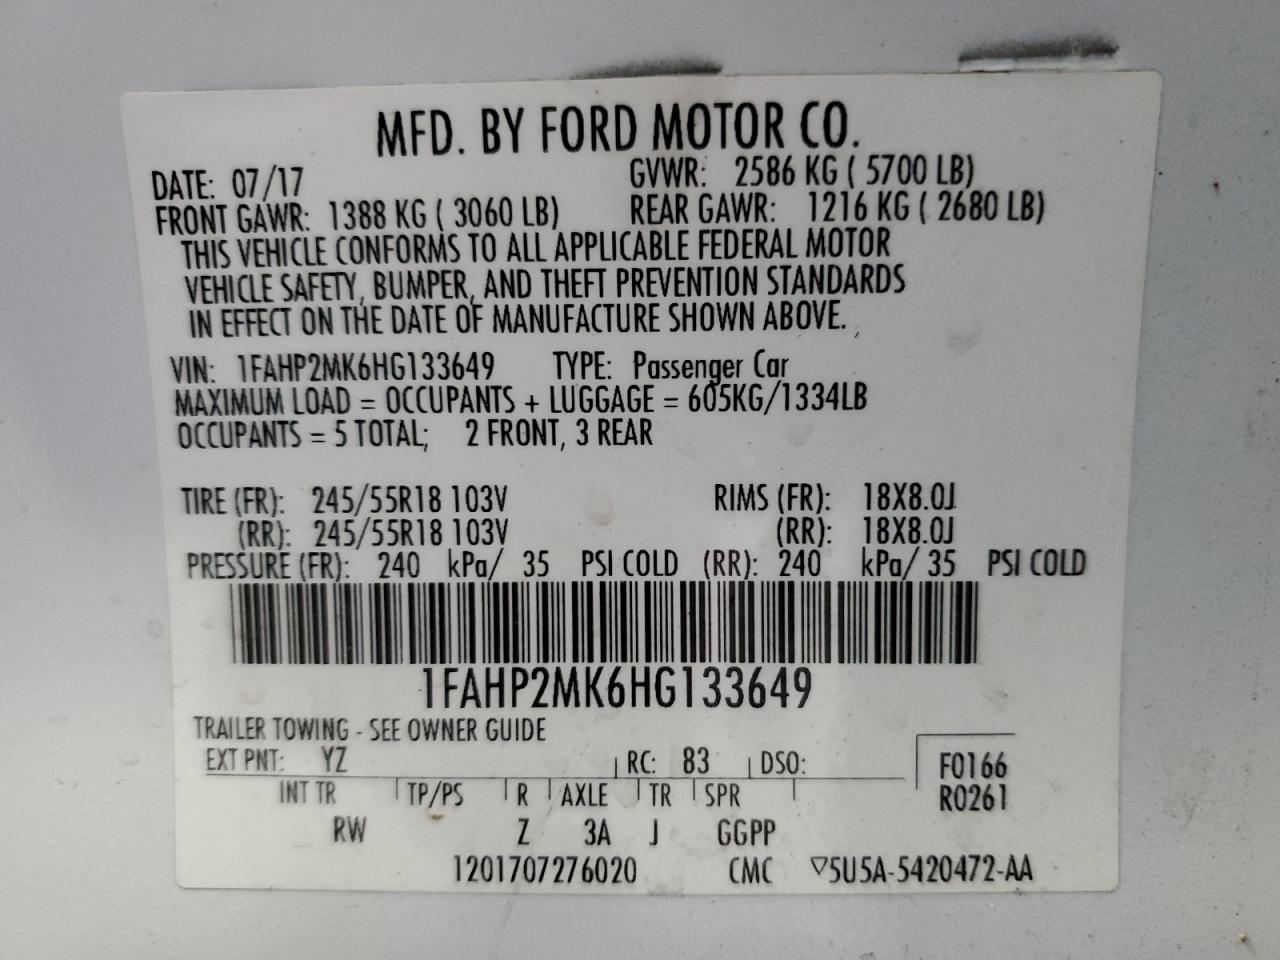 MFD. BY FORD MOTOR CO.
DATE: 07/17 GVWR: 2586 KG ( 5700 LB)
FRONT GAWR: 1388 KG ( 3060 LB) REAR GAWR: 1216 KG ( 2680 LB)
THIS VEHICLE CONFORMS TO ALL APPLICABLE FEDERAL MOTOR
VEHICLE SAFETY, BUMPER, AND THEFT PREVENTION STANDARDS
IN EFFECT ON THE DATE OF MANUFACTURE SHOWN ABOVE.
VIN: 1FAHP2MK6HG133649 TYPE: Passenger Car
MAXIMUM LOAD = OCCUPANTS + LUGGAGE = 605KG/1334LB
OCCUPANTS = 5 TOTAL; 2 FRONT, 3 REAR
TIRE (FR): 245/55R18 103V RIMS (FR): 18X8.0J
(RR): 245/55R18 103V (RR): 18X8.0J
PRESSURE (FR): 240 kPa/ 35 PSI COLD (RR): 240 kPa/ 35 PSI COLD
1FAHP2MK6HG133649
TRAILER TOWING - SEE OWNER GUIDE
EXT PNT: YZ RC: 83 DSO: F0166
INT TR TP/PS R AXLE TR SPR R0261
RW Z 3A J GGPP
1201707276020 CMC ▽5U5A-5420472-AA